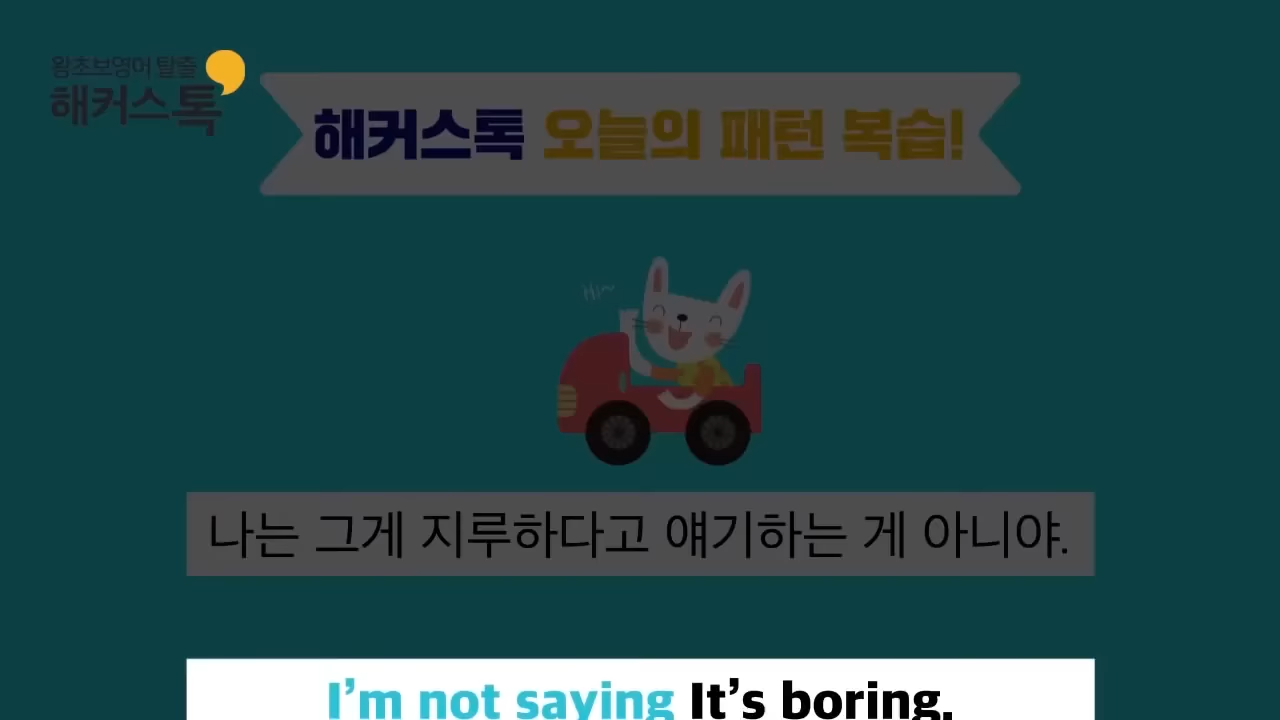 왕초보영어 탈출
해커스톡
해커스톡 오늘의 패턴 복습!
Hi~
나는 그게 지루하다고 얘기하는 게 아니야.
I'm not saying It's boring.